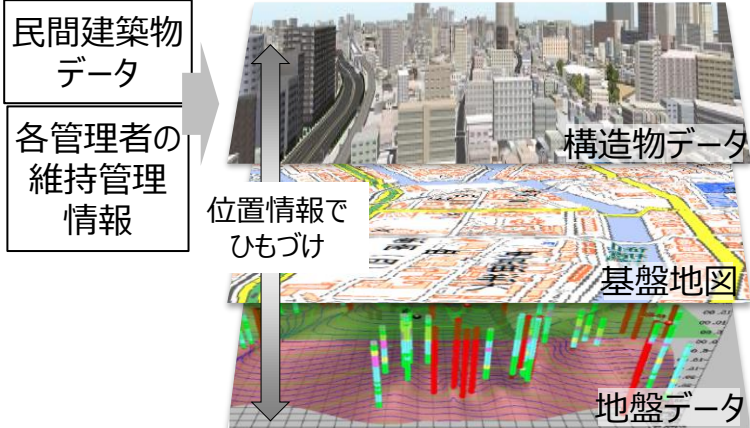 民間建築物
データ
各管理者の
維持管理
情報
構造物データ
位置情報で
ひもづけ
基盤地図
地盤データ